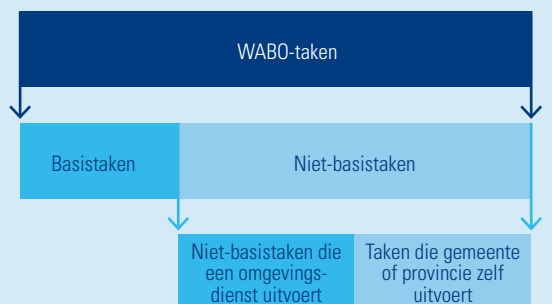 WABO-taken
Basistaken
Niet-basistaken
Niet-basistaken die
een omgevings-
dienst uitvoert
Taken die gemeente
of provincie zelf
uitvoert